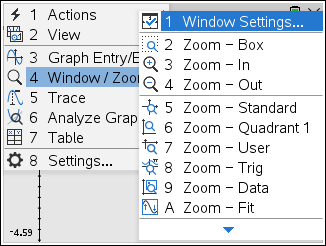 1 Actions
2 View
3 Graph Entry/E
4 Window / Zoo
5 Trace
6 Analyze Grap
7 Table
8 Settings...
1 Window Settings...
2 Zoom – Box
3 Zoom – In
4 Zoom – Out
5 Zoom – Standard
6 Zoom – Quadrant 1
7 Zoom – User
8 Zoom – Trig
9 Zoom – Data
A Zoom – Fit
-4.59